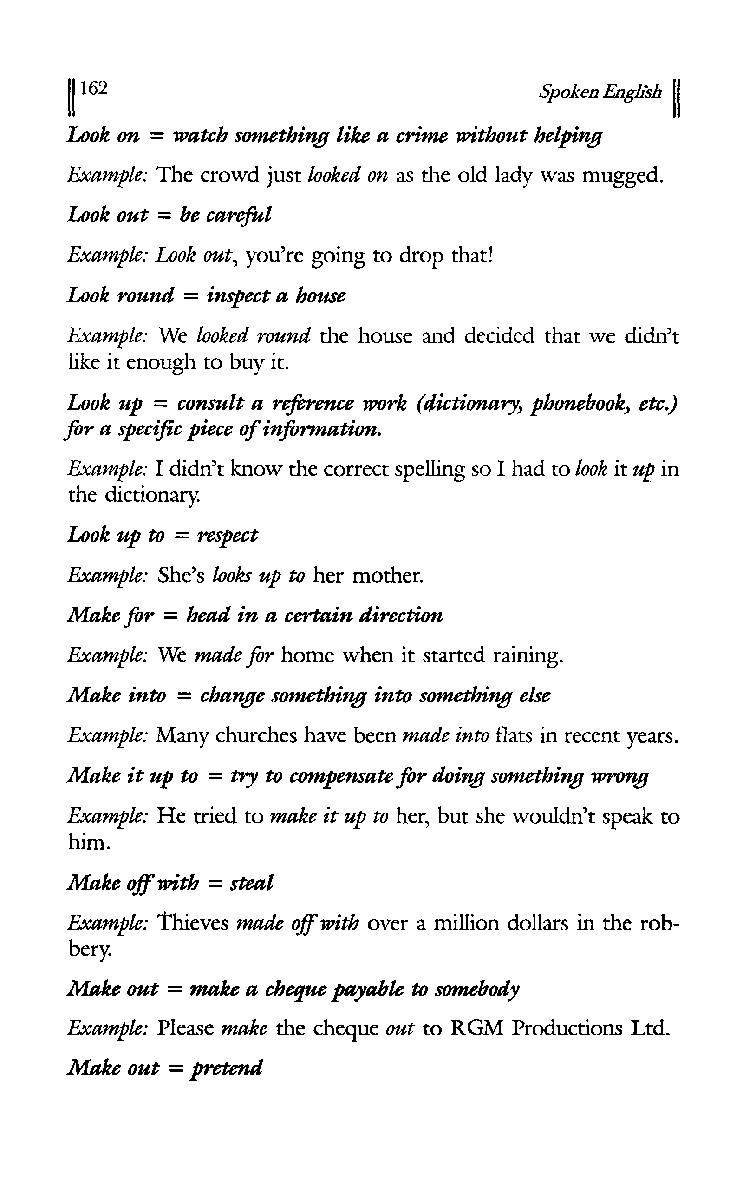 162 Spoken English
Look on = watch something like a crime without helping
Example: The crowd just looked on as the old lady was mugged.
Look out = be careful
Example: Look out, you're going to drop that!
Look round = inspect a house
Example: We looked round the house and decided that we didn't
like it enough to buy it.
Look up = consult a reference work (dictionary, phonebook, etc.)
for a specific piece of information.
Example: I didn't know the correct spelling so I had to look it up in
the dictionary.
Look up to = respect
Example: She's looks up to her mother.
Make for = head in a certain direction
Example: We made for home when it started raining.
Make into = change something into something else
Example: Many churches have been made into flats in recent years.
Make it up to = try to compensate for doing something wrong
Example: He tried to make it up to her, but she wouldn't speak to
him.
Make off with = steal
Example: Thieves made off with over a million dollars in the rob-
bery.
Make out = make a cheque payable to somebody
Example: Please make the cheque out to RGM Productions Ltd.
Make out = pretend